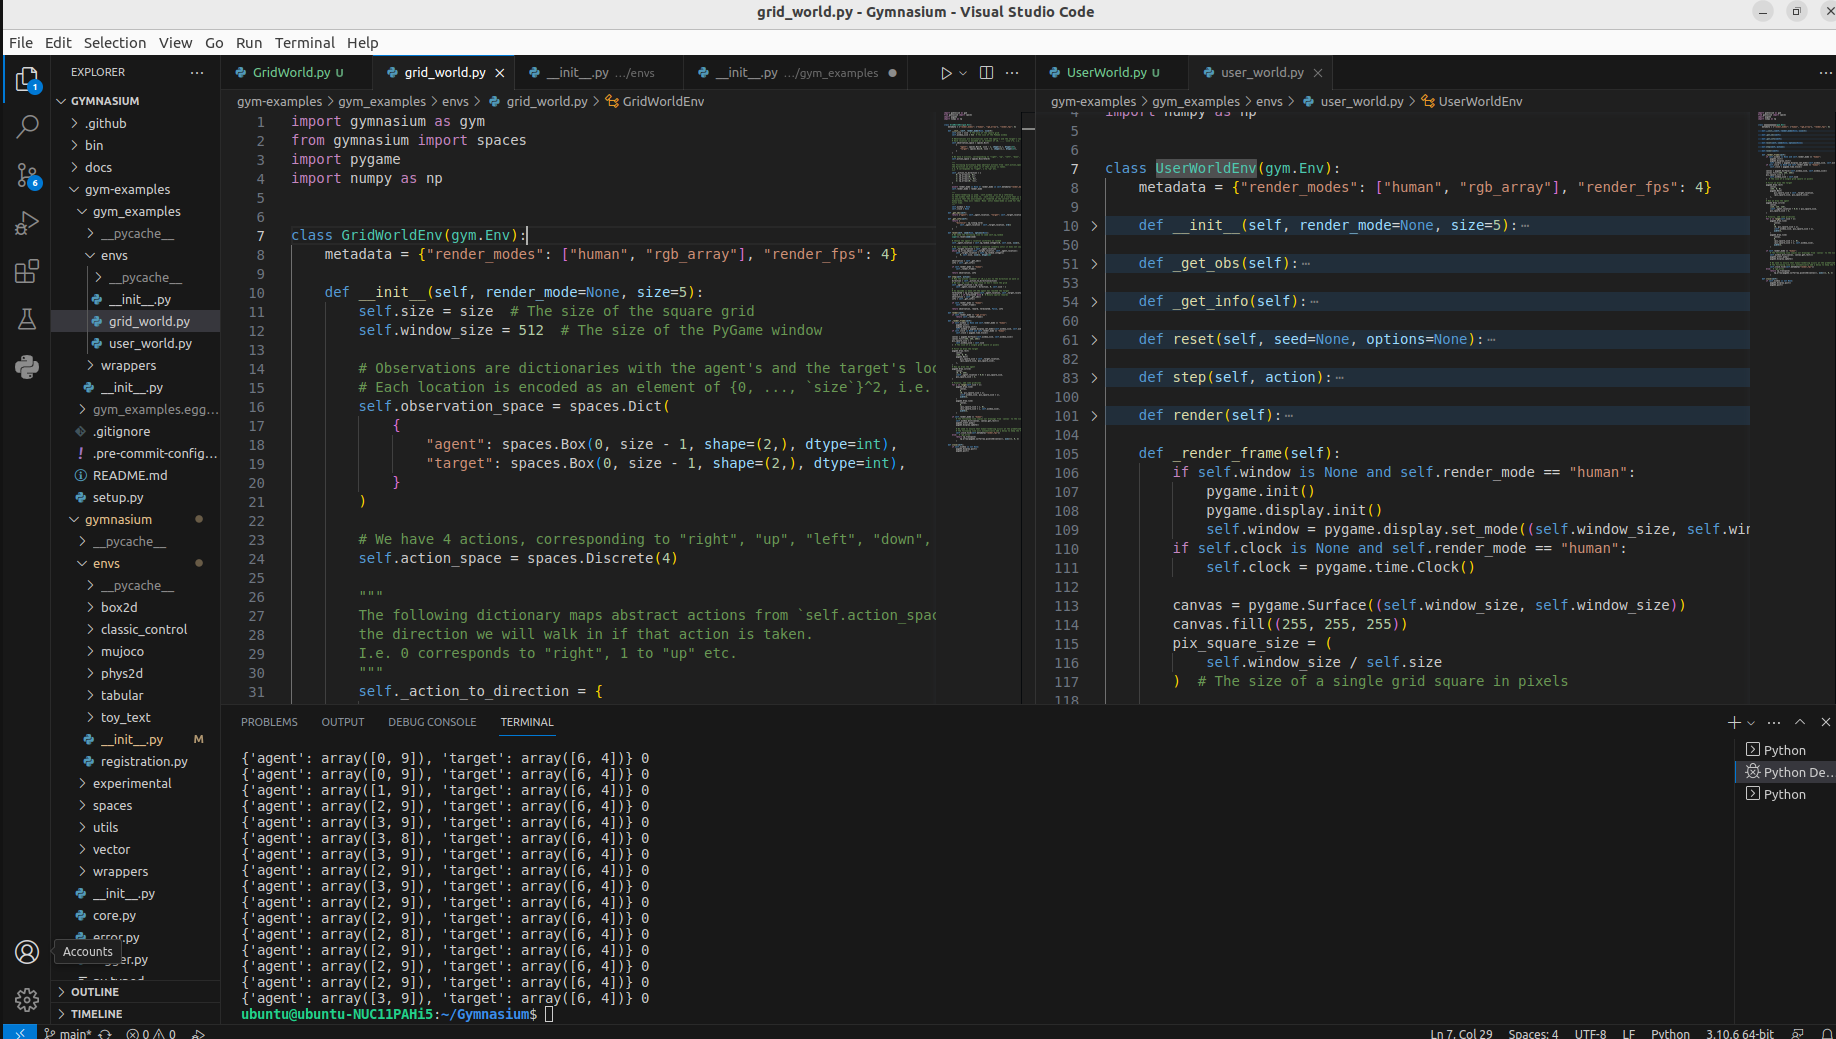 grid_world.py - Gymnasium - Visual Studio Code
File Edit Selection View Go Run Terminal Help
EXPLORER
GYMNASIUM
.github
bin
docs
gym-examples
gym_examples
__pycache__
envs
__pycache__
__init__.py
grid_world.py
user_world.py
wrappers
__init__.py
gym_examples.egg...
.gitignore
.pre-commit-config...
README.md
setup.py
gymnasium
__pycache__
envs
__pycache__
box2d
classic_control
mujoco
phys2d
tabular
toy_text
__init__.py M
registration.py
experimental
spaces
utils
vector
wrappers
__init__.py
core.py
error.py
Accounts
OUTLINE
TIMELINE
1
6
GridWorld.py U grid_world.py __init__.py .../envs __init__.py .../gym_examples
gym-examples > gym_examples > envs > grid_world.py > GridWorldEnv
1 import gymnasium as gym
2 from gymnasium import spaces
3 import pygame
4 import numpy as np
5
6
7 class GridWorldEnv(gym.Env):
8 metadata = {"render_modes": ["human", "rgb_array"], "render_fps": 4}
9
10 def __init__(self, render_mode=None, size=5):
11 self.size = size # The size of the square grid
12 self.window_size = 512 # The size of the PyGame window
13
14 # Observations are dictionaries with the agent's and the target's loc
15 # Each location is encoded as an element of {0, ..., `size`}^2, i.e.
16 self.observation_space = spaces.Dict(
17 {
18 "agent": spaces.Box(0, size - 1, shape=(2,), dtype=int),
19 "target": spaces.Box(0, size - 1, shape=(2,), dtype=int),
20 }
21 )
22
23 # We have 4 actions, corresponding to "right", "up", "left", "down",
24 self.action_space = spaces.Discrete(4)
25
26 """
27 The following dictionary maps abstract actions from `self.action_spac
28 the direction we will walk in if that action is taken.
29 I.e. 0 corresponds to "right", 1 to "up" etc.
30 """
31 self._action_to_direction = {
UserWorld.py U user_world.py
gym-examples > gym_examples > envs > user_world.py > UserWorldEnv
4 import numpy as np
5
6
7 class UserWorldEnv(gym.Env):
8 metadata = {"render_modes": ["human", "rgb_array"], "render_fps": 4}
9
10 def __init__(self, render_mode=None, size=5):
50
51 def _get_obs(self):
53
54 def _get_info(self):
60
61 def reset(self, seed=None, options=None):
82
83 def step(self, action):
100
101 def render(self):
104
105 def _render_frame(self):
106 if self.window is None and self.render_mode == "human":
107 pygame.init()
108 pygame.display.init()
109 self.window = pygame.display.set_mode((self.window_size, self.wi
110 if self.clock is None and self.render_mode == "human":
111 self.clock = pygame.time.Clock()
112
113 canvas = pygame.Surface((self.window_size, self.window_size))
114 canvas.fill((255, 255, 255))
115 pix_square_size = (
116 self.window_size / self.size
117 ) # The size of a single grid square in pixels
118
PROBLEMS OUTPUT DEBUG CONSOLE TERMINAL
{'agent': array([0, 9]), 'target': array([6, 4])} 0
{'agent': array([0, 9]), 'target': array([6, 4])} 0
{'agent': array([1, 9]), 'target': array([6, 4])} 0
{'agent': array([2, 9]), 'target': array([6, 4])} 0
{'agent': array([3, 9]), 'target': array([6, 4])} 0
{'agent': array([3, 8]), 'target': array([6, 4])} 0
{'agent': array([3, 9]), 'target': array([6, 4])} 0
{'agent': array([2, 9]), 'target': array([6, 4])} 0
{'agent': array([3, 9]), 'target': array([6, 4])} 0
{'agent': array([2, 9]), 'target': array([6, 4])} 0
{'agent': array([2, 9]), 'target': array([6, 4])} 0
{'agent': array([2, 8]), 'target': array([6, 4])} 0
{'agent': array([2, 9]), 'target': array([6, 4])} 0
{'agent': array([2, 9]), 'target': array([6, 4])} 0
{'agent': array([2, 9]), 'target': array([6, 4])} 0
{'agent': array([3, 9]), 'target': array([6, 4])} 0
ubuntu@ubuntu-NUC11PAHi5:~/Gymnasium$
Python
Python De...
Python
main* 0 0 Ln 7, Col 29 Spaces: 4 UTF-8 LF Python 3.10.6 64-bit